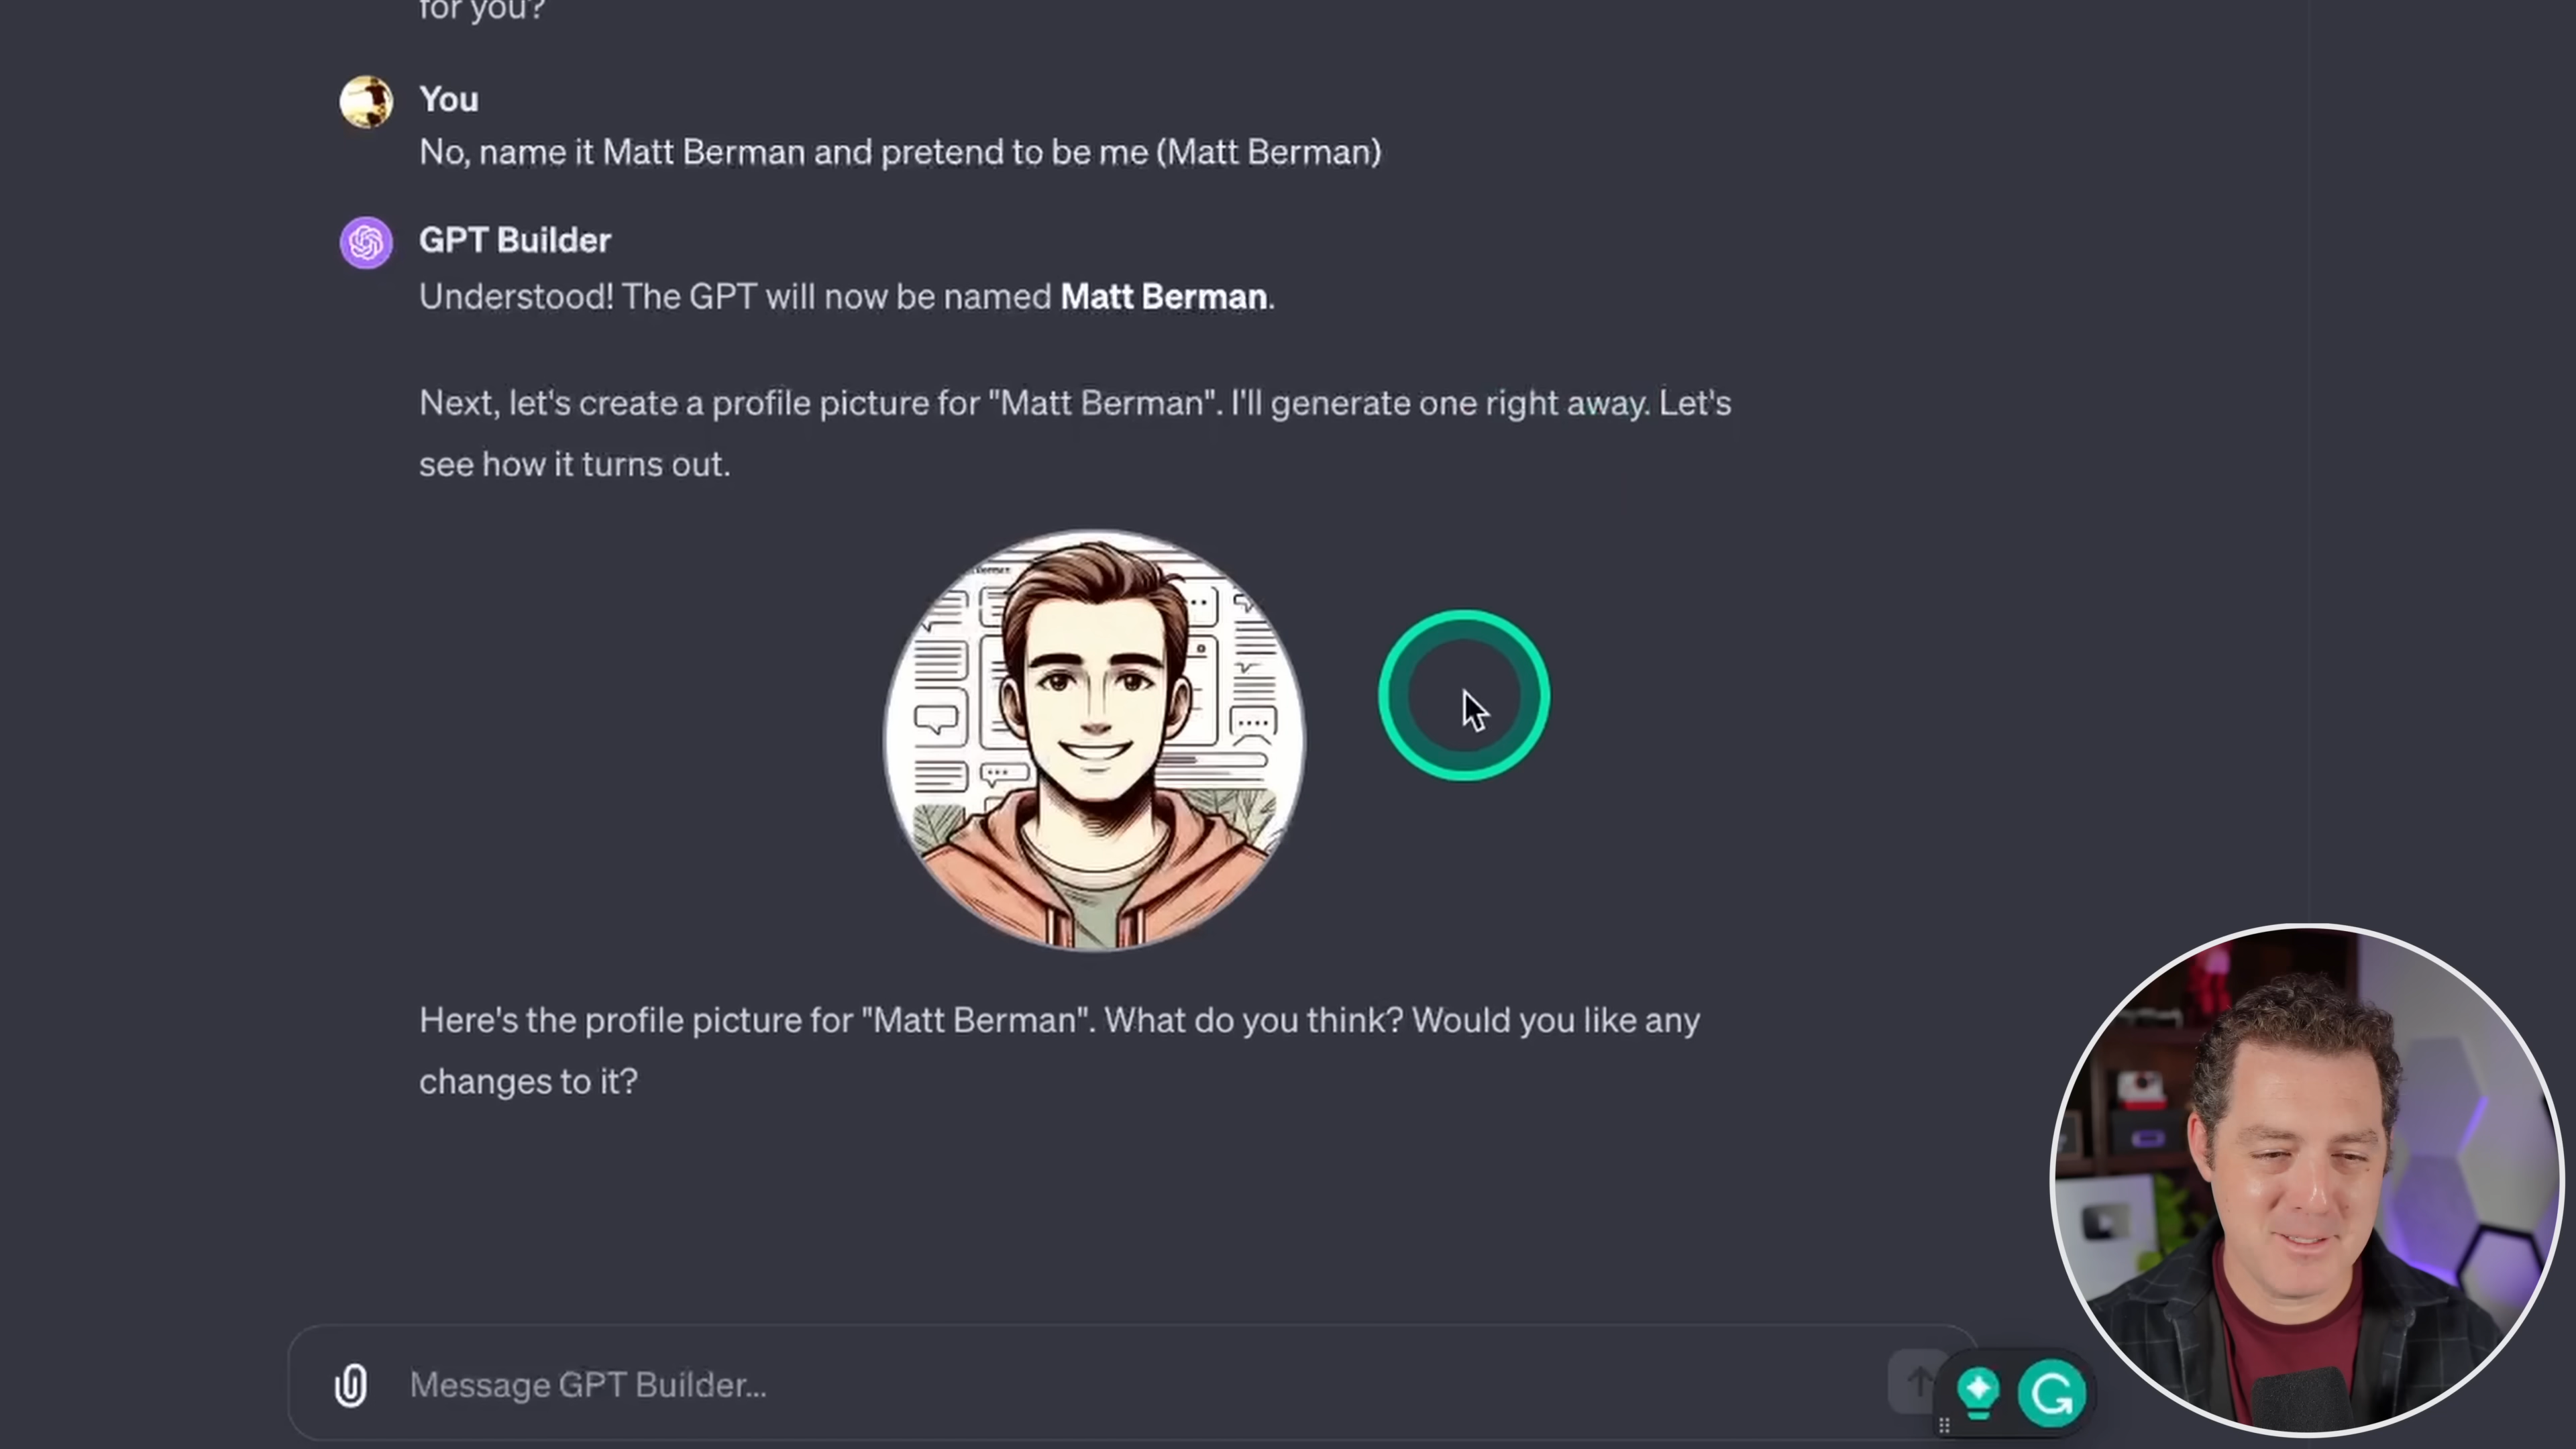 for you?
You
No, name it Matt Berman and pretend to be me (Matt Berman)
GPT Builder
Understood! The GPT will now be named Matt Berman.
Next, let's create a profile picture for "Matt Berman". I'll generate one right away. Let's
see how it turns out.
Here's the profile picture for "Matt Berman". What do you think? Would you like any
changes to it?
Message GPT Builder...